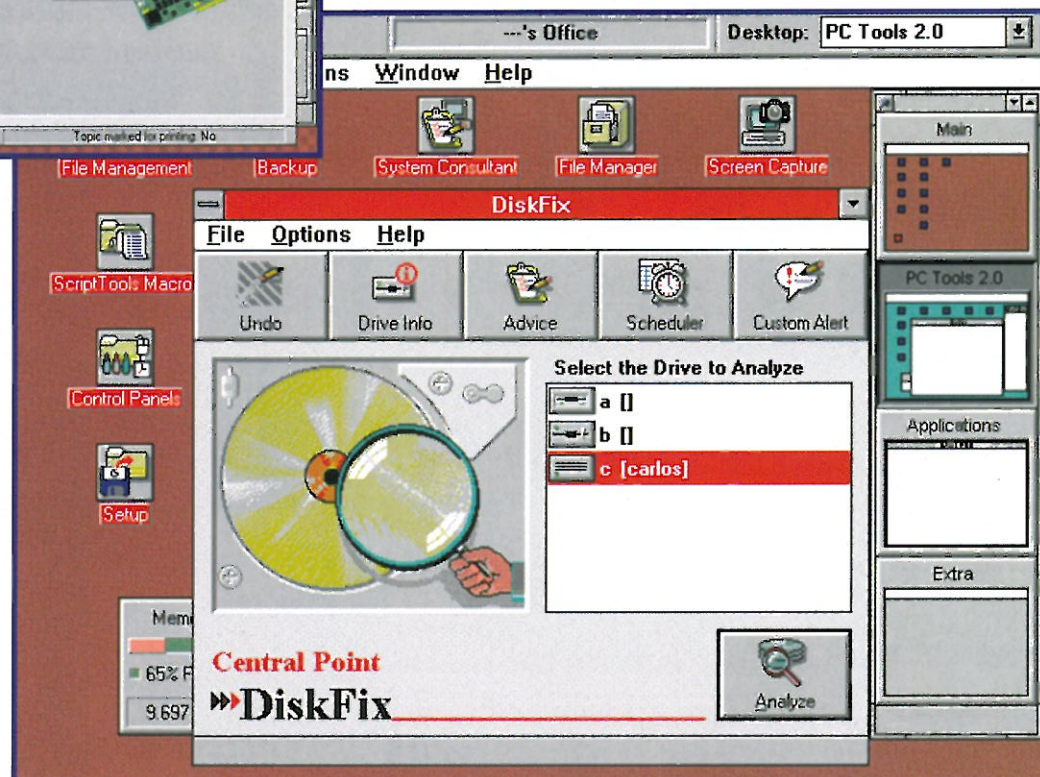 Topic marked for printing: No
---'s Office
Desktop: PC Tools 2.0
ns Window Help
File Management
Backup
System Consultant
File Manager
Screen Capture
Main
DiskFix
File Options Help
Undo
Drive Info
Advice
Scheduler
Custom Alert
ScriptTools Macro
Control Panels
Setup
Select the Drive to Analyze
a []
b []
c [carlos]
PC Tools 2.0
Applications
Extra
Mem
65% F
9.697
Central Point
DiskFix
Analyze